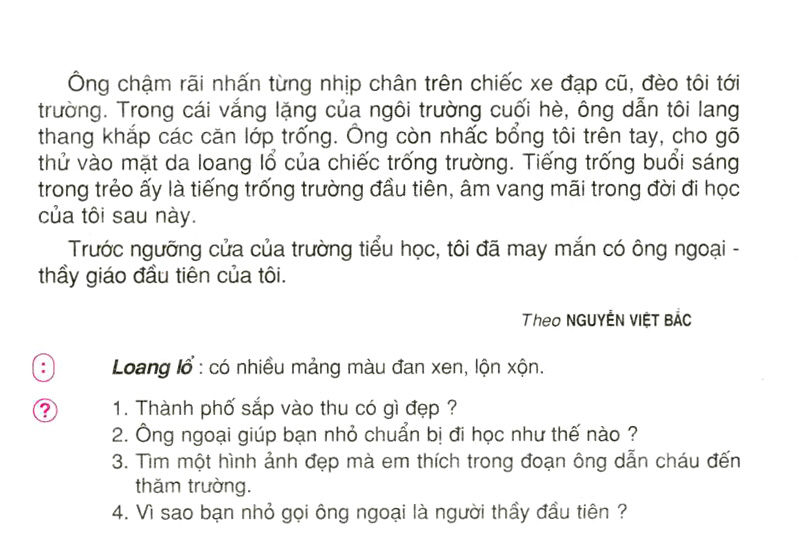 Ông chậm rãi nhấn từng nhịp chân trên chiếc xe đạp cũ, đèo tôi tới
trường. Trong cái vắng lặng của ngôi trường cuối hè, ông dẫn tôi lang
thang khắp các căn lớp trống. Ông còn nhấc bổng tôi trên tay, cho gõ
thử vào mặt da loang lổ của chiếc trống trường. Tiếng trống buổi sáng
trong trẻo ấy là tiếng trống trường đầu tiên, âm vang mãi trong đời đi học
của tôi sau này.
Trước ngưỡng cửa của trường tiểu học, tôi đã may mắn có ông ngoại -
thầy giáo đầu tiên của tôi.
Theo NGUYỄN VIỆT BẮC
: Loang lổ : có nhiều mảng màu đan xen, lộn xộn.
? 1. Thành phố sắp vào thu có gì đẹp ?
2. Ông ngoại giúp bạn nhỏ chuẩn bị đi học như thế nào ?
3. Tìm một hình ảnh đẹp mà em thích trong đoạn ông dẫn cháu đến
thăm trường.
4. Vì sao bạn nhỏ gọi ông ngoại là người thầy đầu tiên ?